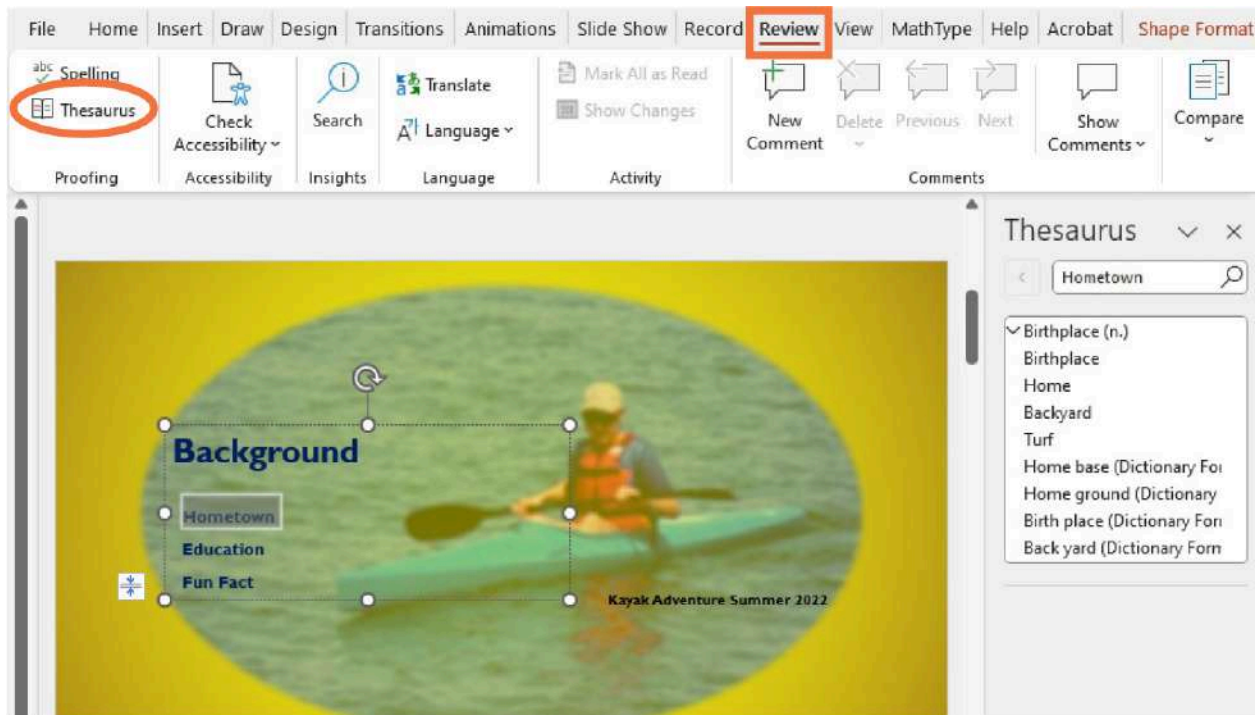 File Home Insert Draw Design Transitions Animations Slide Show Record Review View MathType Help Acrobat Shape Format
abc Spelling
Thesaurus
Proofing
Check
Accessibility
Accessibility
Search
Insights
Translate
Language
Language
Mark All as Read
Show Changes
Activity
New
Comment
Delete
Previous
Next
Show
Comments
Comments
Compare
Background
Hometown
Education
Fun Fact
Kayak Adventure Summer 2022
Thesaurus
Hometown
Birthplace (n.)
Birthplace
Home
Backyard
Turf
Home base (Dictionary For
Home ground (Dictionary
Birth place (Dictionary Forn
Back yard (Dictionary Form